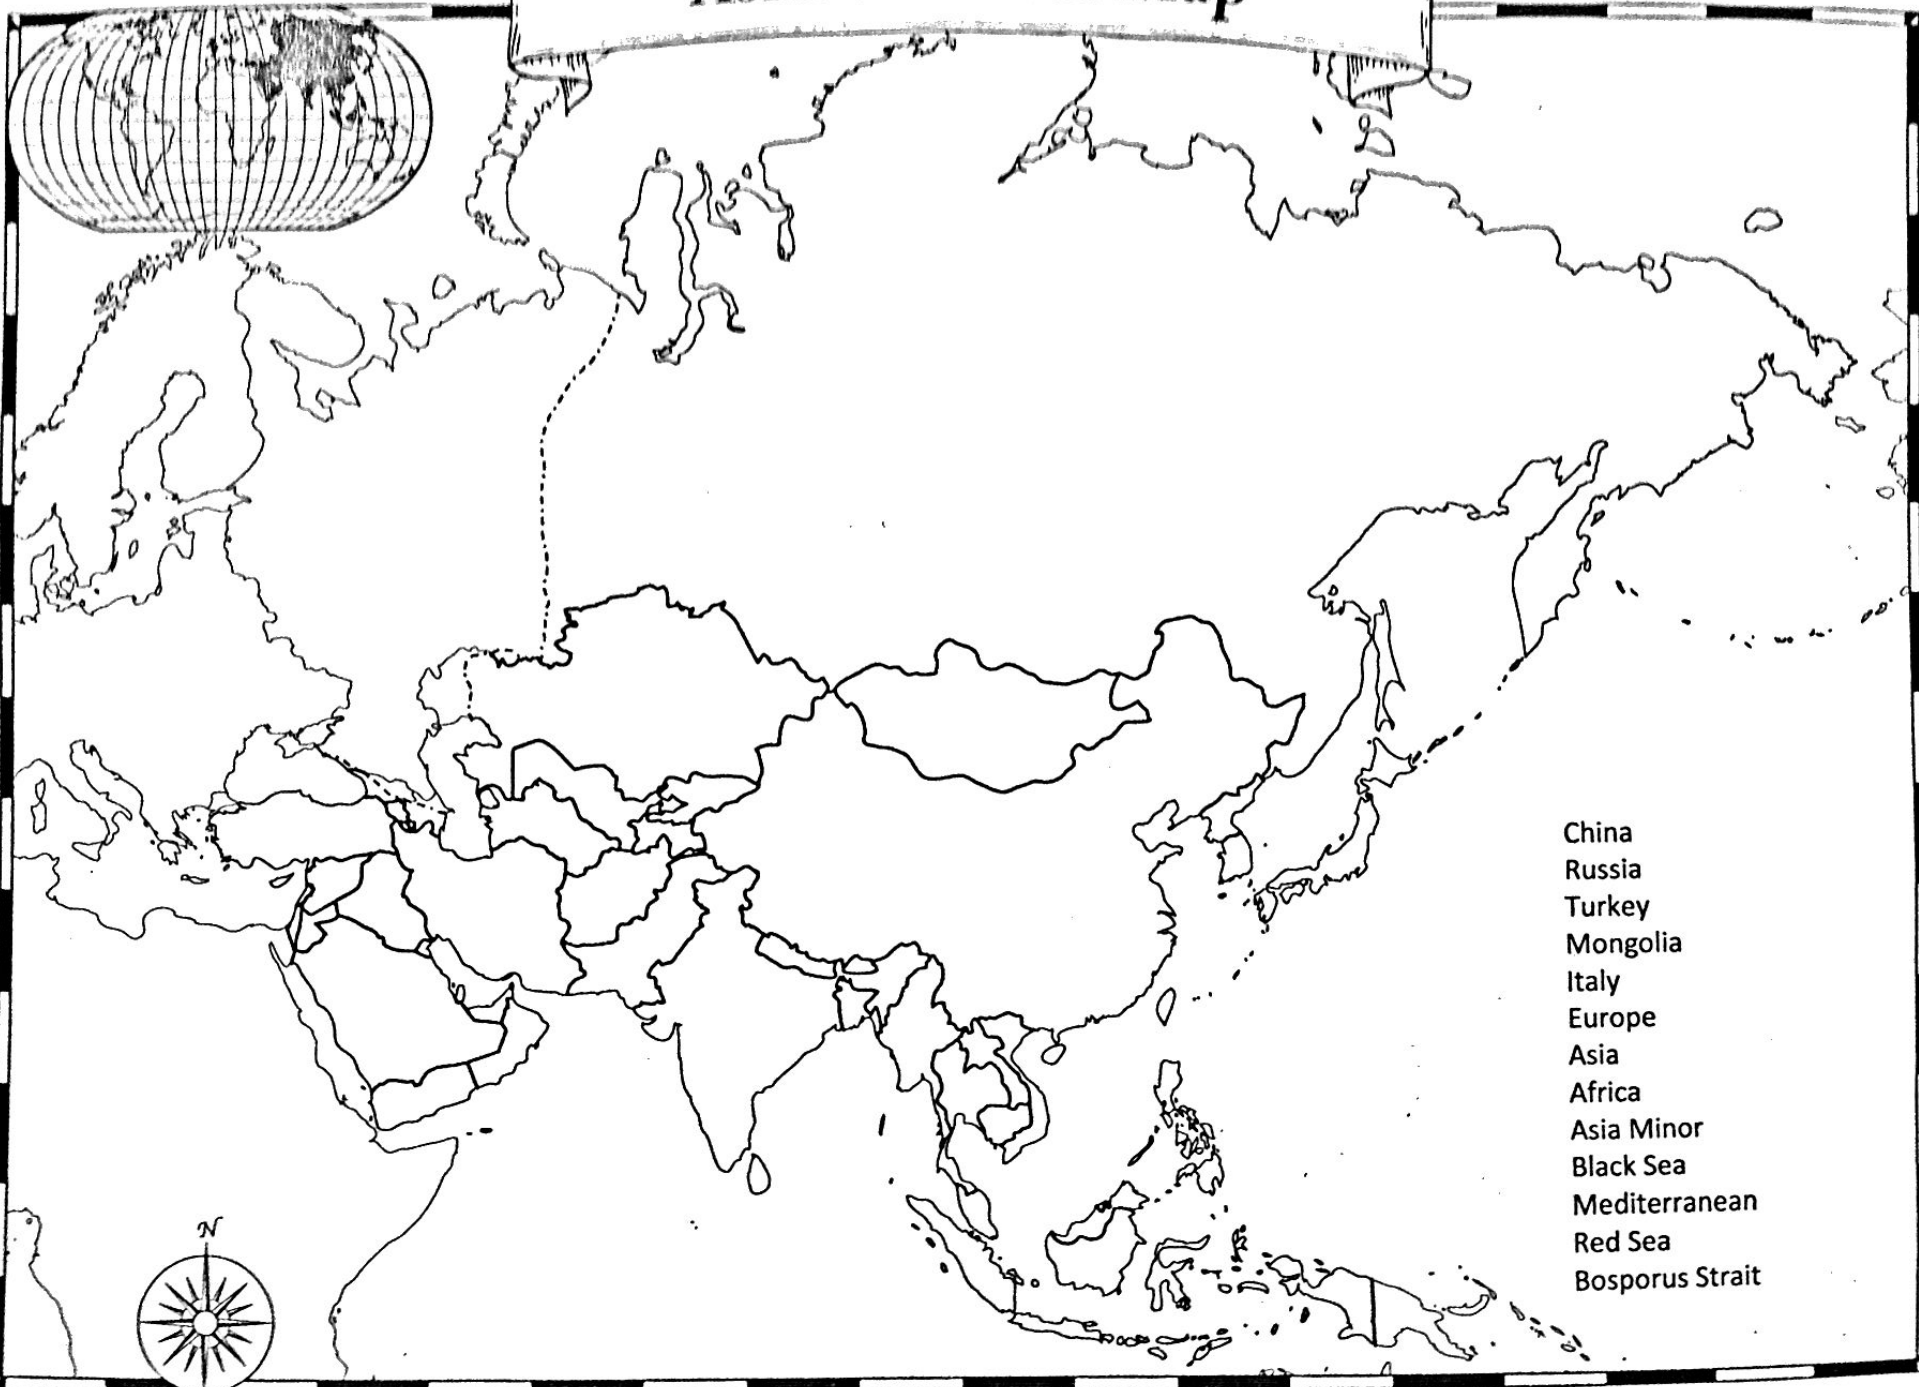 N
China
Russia
Turkey
Mongolia
Italy
Europe
Asia
Africa
Asia Minor
Black Sea
Mediterranean
Red Sea
Bosporus Strait